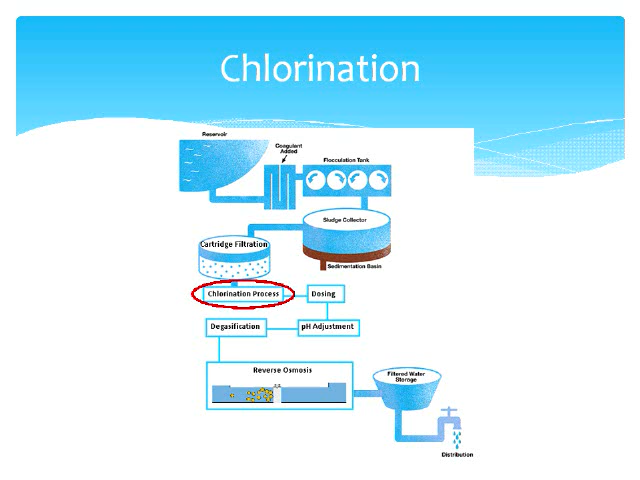 Chlorination
Reservoir
Coagulant
Added
Flocculation Tank
Sludge Collector
Cartridge Filtration
Sedimentation Basin
Chlorination Process
Dosing
Degasification
pH Adjustment
Reverse Osmosis
Filtered Water
Storage
Distribution